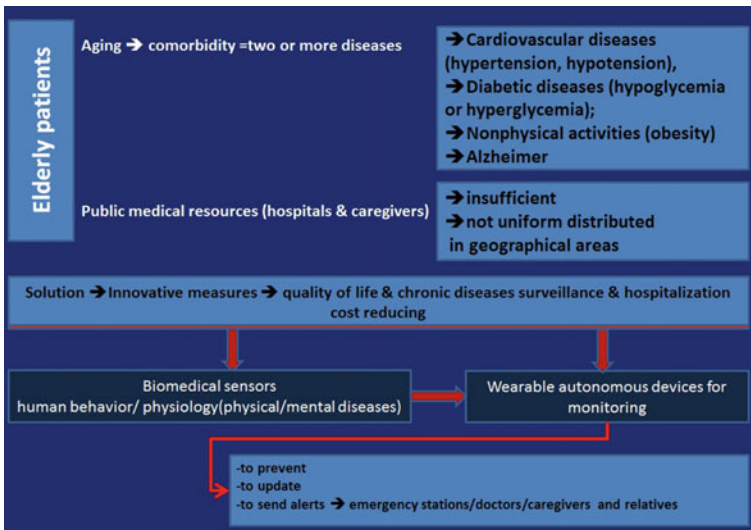 Elderly patients
Aging ➔ comorbidity =two or more diseases
➔Cardiovascular diseases
(hypertension, hypotension),
➔Diabetic diseases (hypoglycemia
or hyperglycemia);
➔Nonphysical activities (obesity)
➔Alzheimer
Public medical resources (hospitals & caregivers)
➔insufficient
➔not uniform distributed
in geographical areas
Solution ➔Innovative measures ➔ quality of life & chronic diseases surveillance & hospitalization
cost reducing
Biomedical sensors
human behavior/ physiology(physical/mental diseases)
Wearable autonomous devices for
monitoring
-to prevent
-to update
-to send alerts ➔ emergency stations/doctors/caregivers and relatives